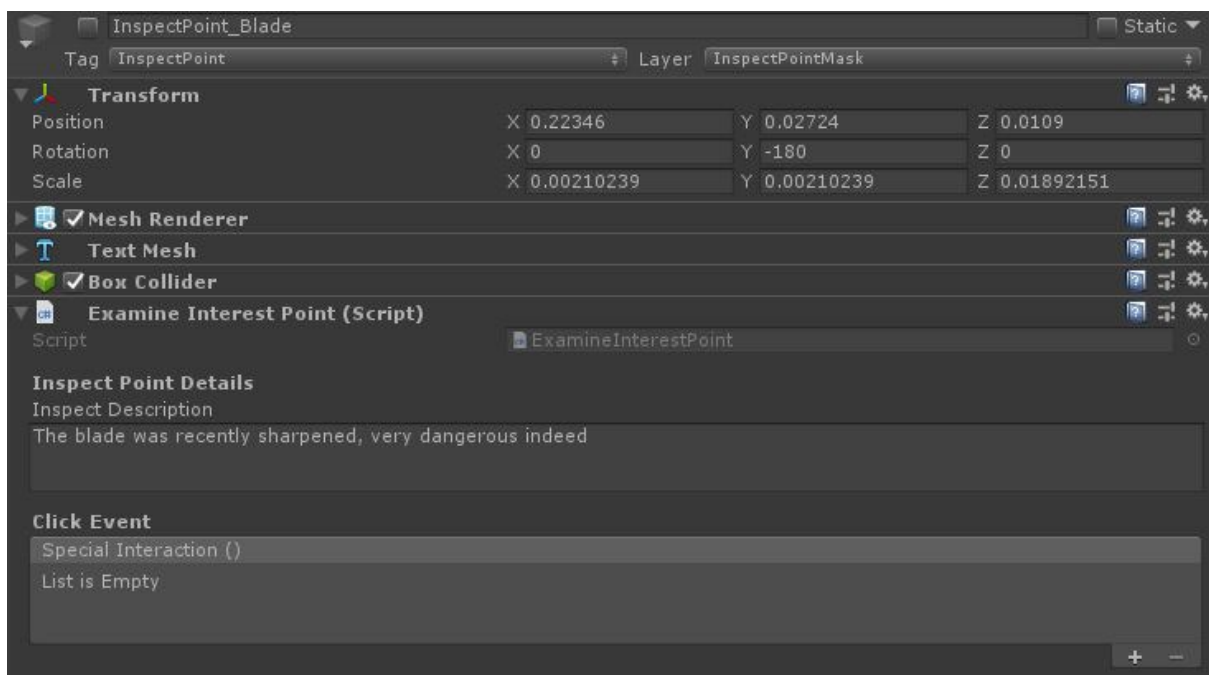 InspectPoint_Blade Static
Tag InspectPoint Layer InspectPointMask
Transform
Position X 0.22346 Y 0.02724 Z 0.0109
Rotation X 0 Y -180 Z 0
Scale X 0.00210239 Y 0.00210239 Z 0.01892151
Mesh Renderer
Text Mesh
Box Collider
Examine Interest Point (Script)
Script ExamineInterestPoint
Inspect Point Details
Inspect Description
The blade was recently sharpened, very dangerous indeed
Click Event
Special Interaction ()
List is Empty